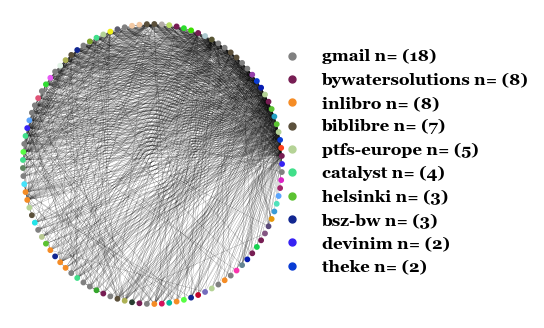 gmail n= (18)
bywatersolutions n= (8)
inlibro n= (8)
biblibre n= (7)
ptfs-europe n= (5)
catalyst n= (4)
helsinki n= (3)
bsz-bw n= (3)
devinim n= (2)
theke n= (2)